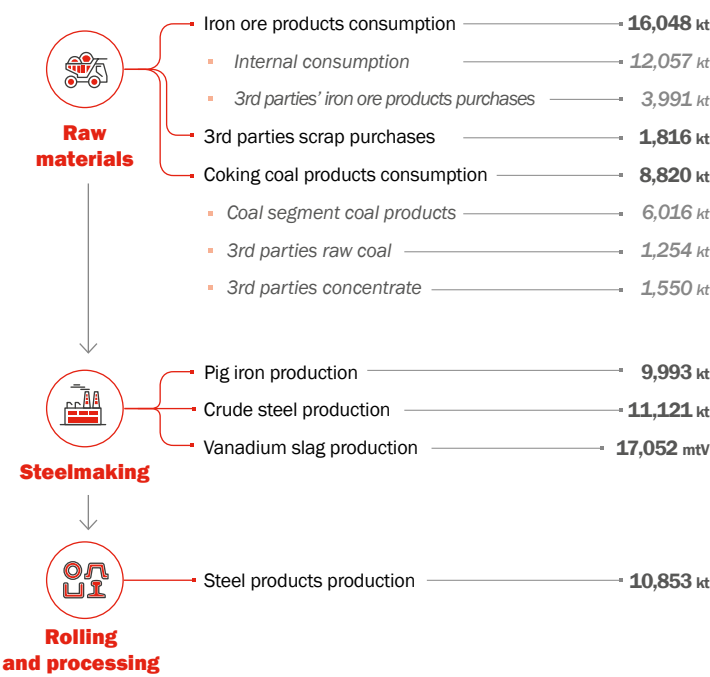 Iron ore products consumption 16,048 kt
Internal consumption 12,057 kt
3rd parties’ iron ore products purchases 3,991 kt
Raw
materials
3rd parties scrap purchases 1,816 kt
Coking coal products consumption 8,820 kt
Coal segment coal products 6,016 kt
3rd parties raw coal 1,254 kt
3rd parties concentrate 1,550 kt
Pig iron production 9,993 kt
Crude steel production 11,121 kt
Vanadium slag production 17,052 mtV
Steelmaking
Steel products production 10,853 kt
Rolling
and processing